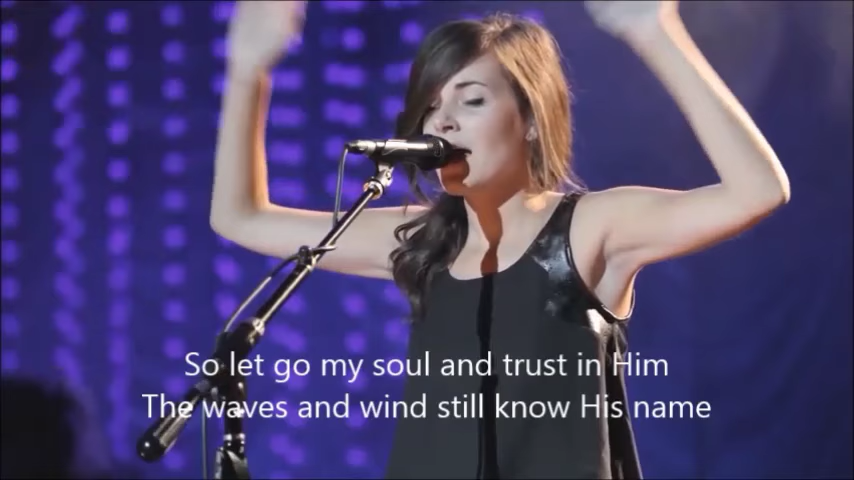 So let go my soul and trust in Him
The waves and wind still know His name